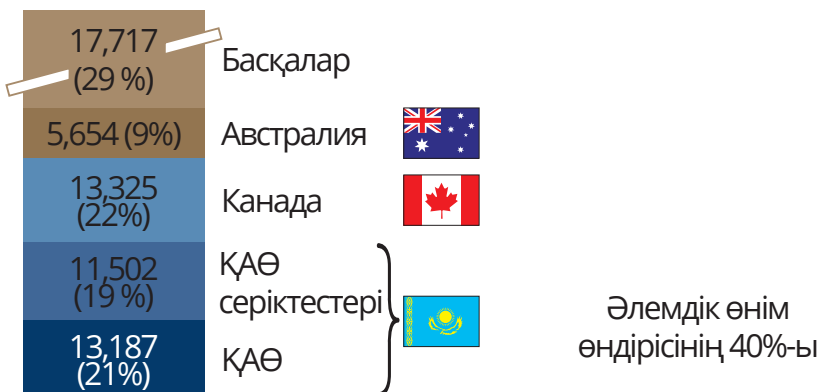 17,717
(29 %)
Басқалар
5,654 (9%)
Австралия
13,325
(22%)
Канада
11,502
(19 %)
ҚАӨ
серіктестері
13,187
(21%)
ҚАӨ
Әлемдік өнім
өндірісінің 40%-ы